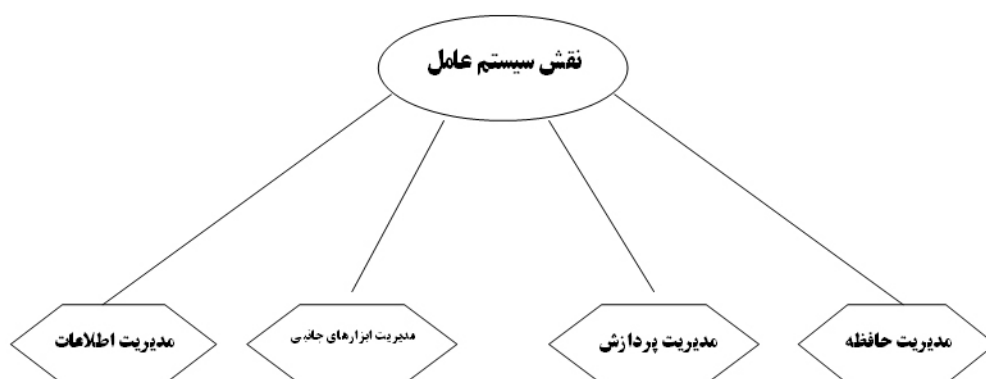 نقش سیستم عامل
مدیریت حافظه
مدیریت پردازش
مدیریت ابزارهای جانبی
مدیریت اطلاعات